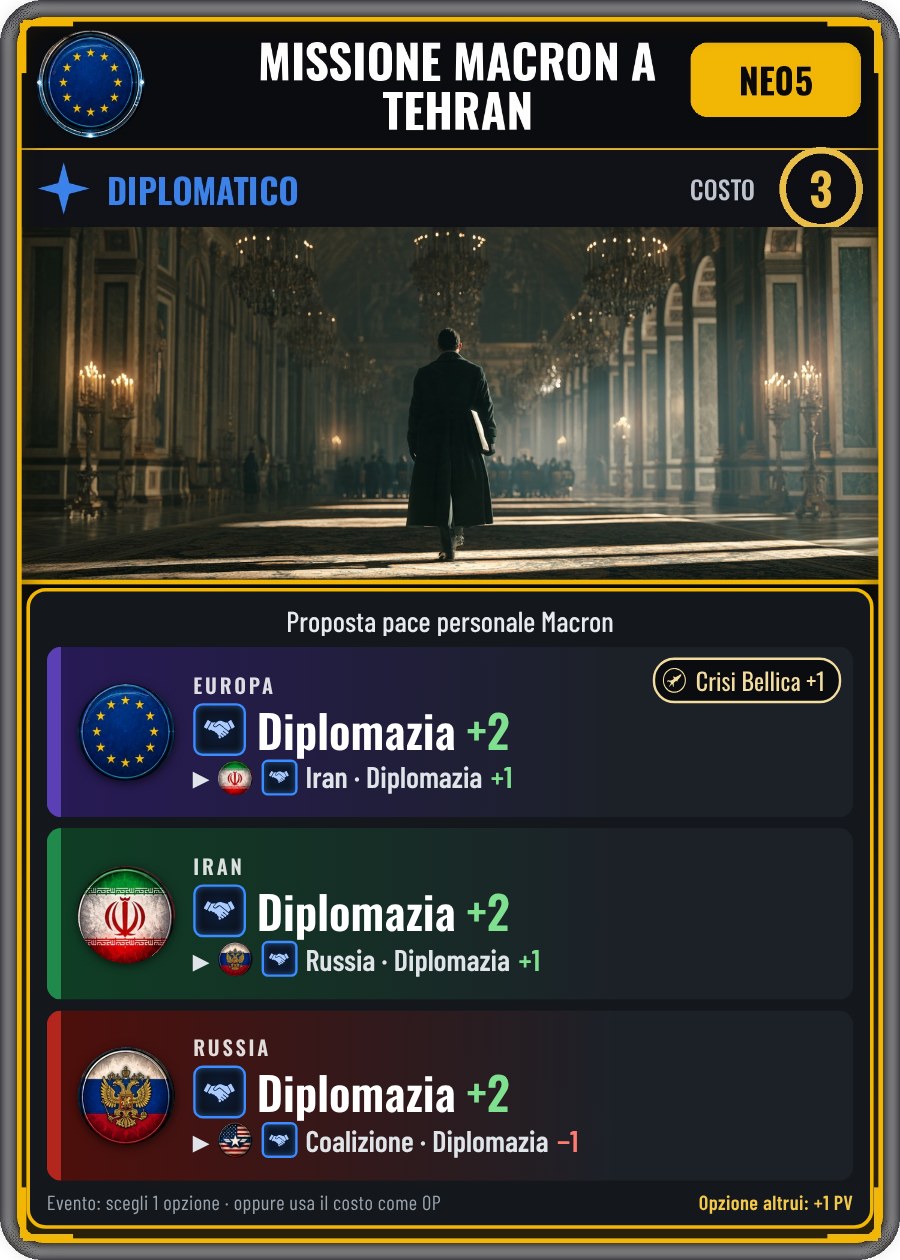 MISSIONE MACRON A
TEHRAN
NE05
DIPLOMATICO
COSTO
3
Proposta pace personale Macron
EUROPA
Crisi Bellica +1
Diplomazia +2
▶ Iran · Diplomazia +1
IRAN
Diplomazia +2
▶ Russia · Diplomazia +1
RUSSIA
Diplomazia +2
▶ Coalizione · Diplomazia −1
Evento: scegli 1 opzione · oppure usa il costo come OP
Opzione altrui: +1 PV